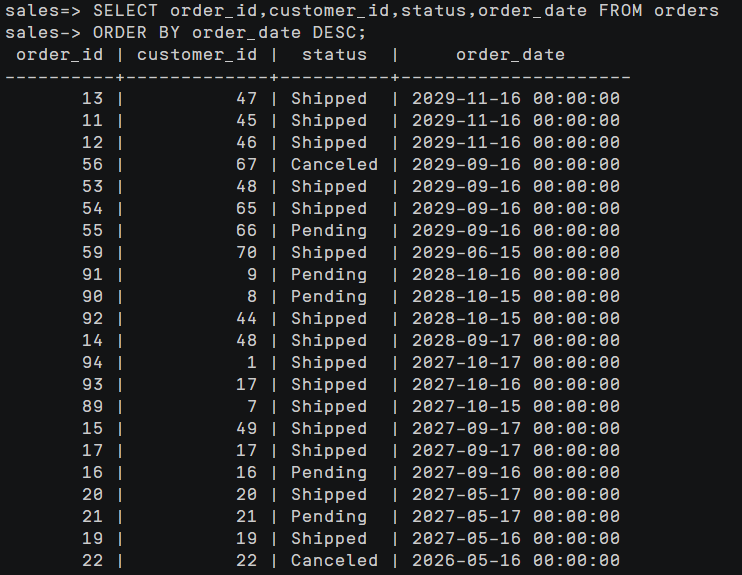 sales=> SELECT order_id,customer_id,status,order_date FROM orders
sales-> ORDER BY order_date DESC;
 order_id | customer_id |  status  |     order_date
----------+-------------+----------+---------------------
       13 |          47 | Shipped  | 2029-11-16 00:00:00
       11 |          45 | Shipped  | 2029-11-16 00:00:00
       12 |          46 | Shipped  | 2029-11-16 00:00:00
       56 |          67 | Canceled | 2029-09-16 00:00:00
       53 |          48 | Shipped  | 2029-09-16 00:00:00
       54 |          65 | Shipped  | 2029-09-16 00:00:00
       55 |          66 | Pending  | 2029-09-16 00:00:00
       59 |          70 | Shipped  | 2029-06-15 00:00:00
       91 |           9 | Pending  | 2028-10-16 00:00:00
       90 |           8 | Pending  | 2028-10-15 00:00:00
       92 |          44 | Shipped  | 2028-10-15 00:00:00
       14 |          48 | Shipped  | 2028-09-17 00:00:00
       94 |           1 | Shipped  | 2027-10-17 00:00:00
       93 |          17 | Shipped  | 2027-10-16 00:00:00
       89 |           7 | Shipped  | 2027-10-15 00:00:00
       15 |          49 | Shipped  | 2027-09-17 00:00:00
       17 |          17 | Shipped  | 2027-09-17 00:00:00
       16 |          16 | Pending  | 2027-09-16 00:00:00
       20 |          20 | Shipped  | 2027-05-17 00:00:00
       21 |          21 | Pending  | 2027-05-17 00:00:00
       19 |          19 | Shipped  | 2027-05-16 00:00:00
       22 |          22 | Canceled | 2026-05-16 00:00:00